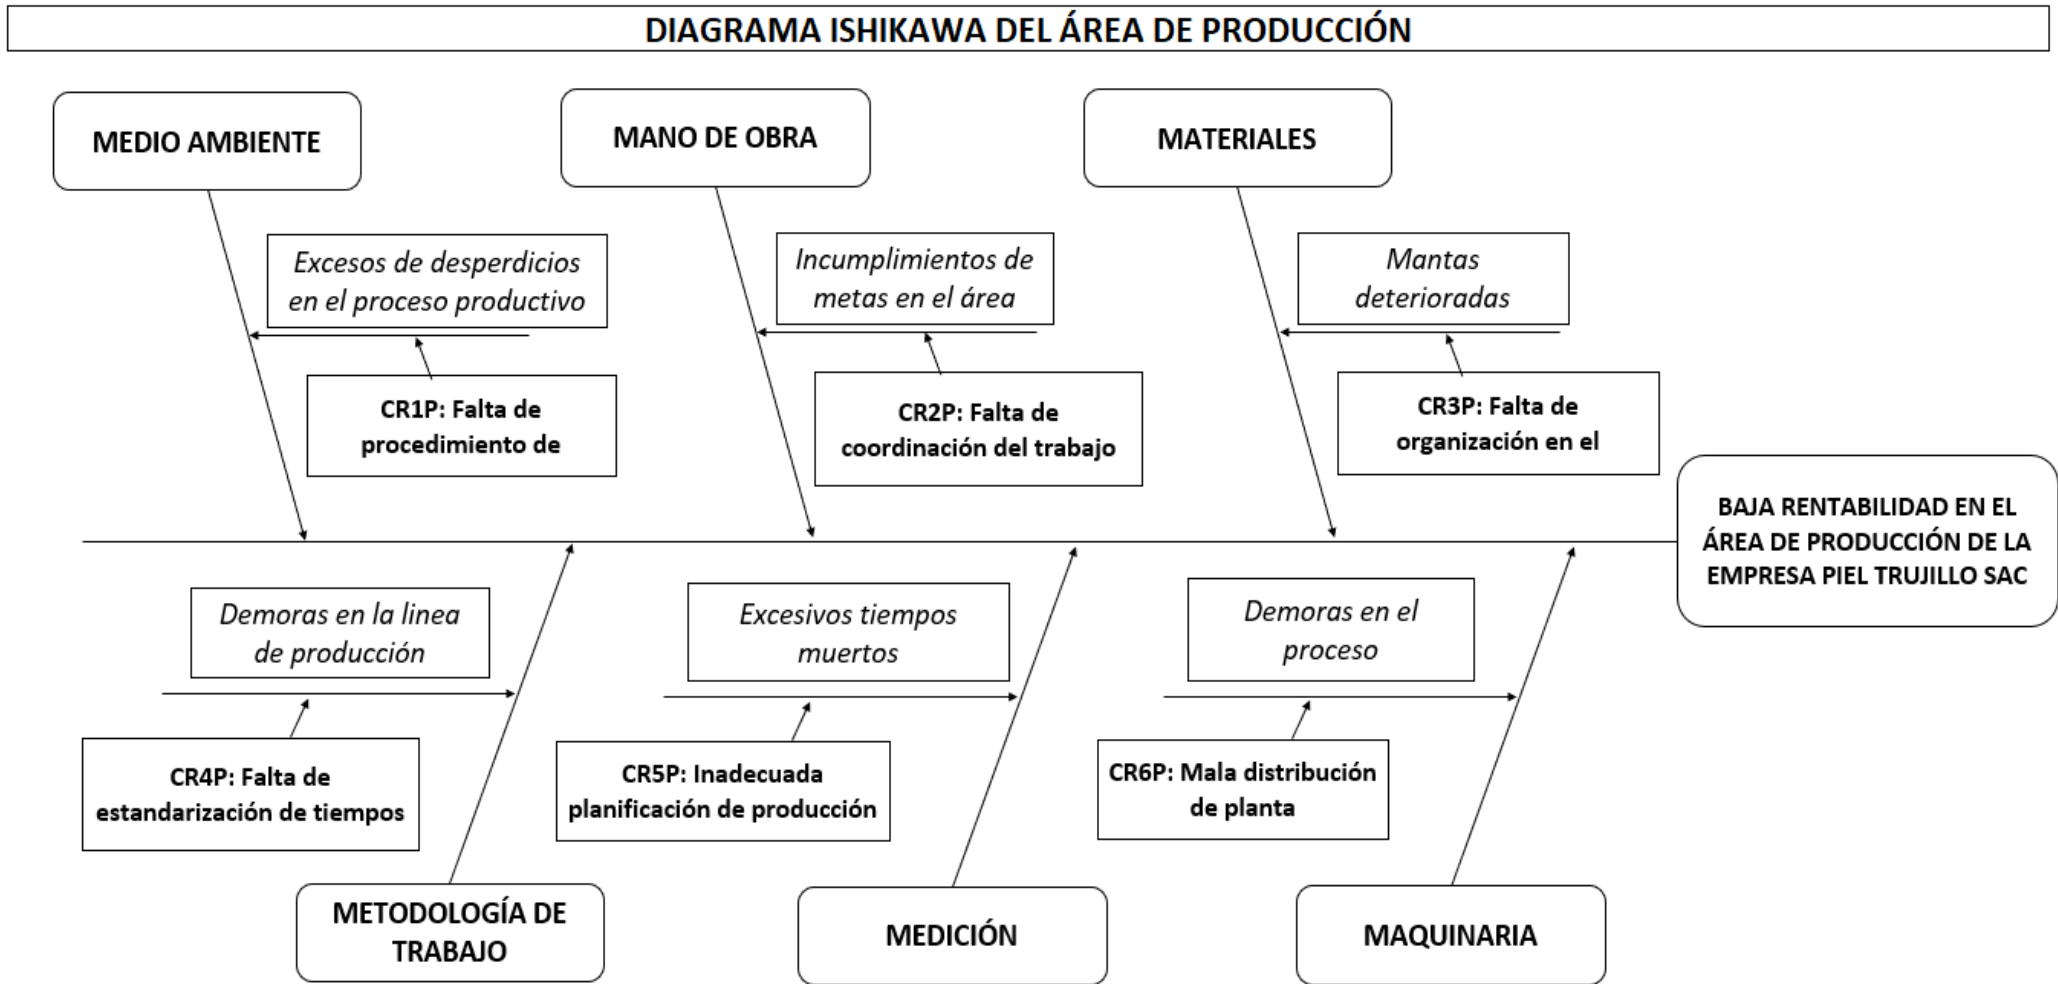 DIAGRAMA ISHIKAWA DEL ÁREA DE PRODUCCIÓN
MEDIO AMBIENTE
MANO DE OBRA
MATERIALES
Excesos de desperdicios
en el proceso productivo
Incumplimientos de
metas en el área
Mantas
deterioradas
CR1P: Falta de
procedimiento de
CR2P: Falta de
coordinación del trabajo
CR3P: Falta de
organización en el
BAJA RENTABILIDAD EN EL
ÁREA DE PRODUCCIÓN DE LA
EMPRESA PIEL TRUJILLO SAC
Demoras en la linea
de producción
Excesivos tiempos
muertos
Demoras en el
proceso
CR4P: Falta de
estandarización de tiempos
CR5P: Inadecuada
planificación de producción
CR6P: Mala distribución
de planta
METODOLOGÍA DE
TRABAJO
MEDICIÓN
MAQUINARIA